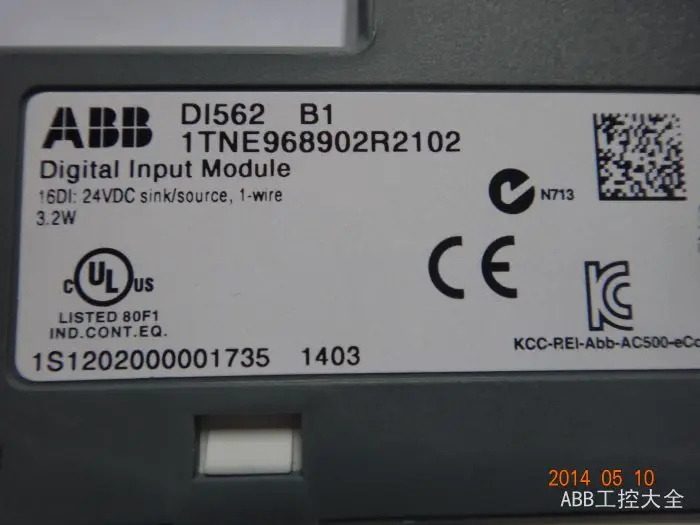 ABB DI562 B1
1TNE968902R2102
Digital Input Module
16DI: 24VDC sink/source, 1-wire
3.2W
N713
C UL US
LISTED 80F1
IND.CONT.EQ.
CE
KC
KCC-REI-Abb-AC500-eCo
1S1202000001735 1403
2014 05 10
ABB工控大全